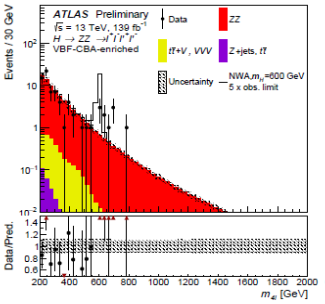 ATLAS Preliminary
√s = 13 TeV, 139 fb⁻¹
H → ZZ → l⁺l⁻l⁺l⁻
VBF-CBA-enriched
Data
ZZ
tt̄+V, VVV
Z+jets, tt̄
Uncertainty
NWA, m_H=600 GeV
5 x obs. limit
Events / 30 GeV
10²
10
1
10⁻¹
10⁻²
Data/Pred.
1.4
1.2
1
0.8
0.6
200 400 600 800 1000 1200 1400 1600 1800 2000
m₄ₗ [GeV]